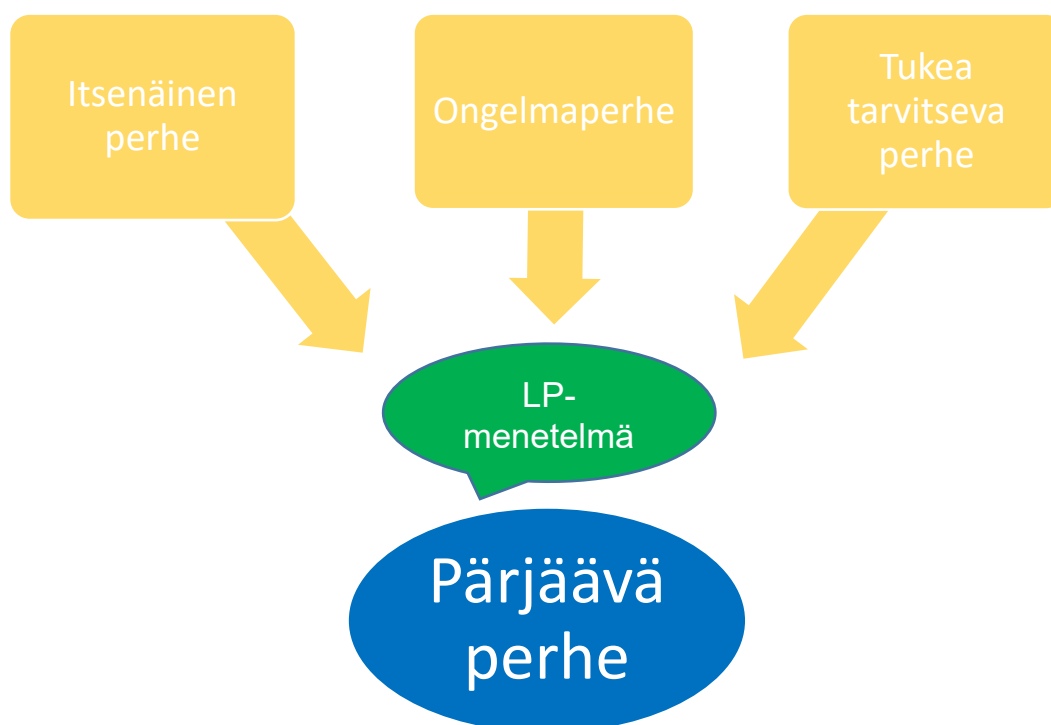 Itsenäinen
perhe
Ongelmaperhe
Tukea
tarvitseva
perhe
LP-
menetelmä
Pärjäävä
perhe